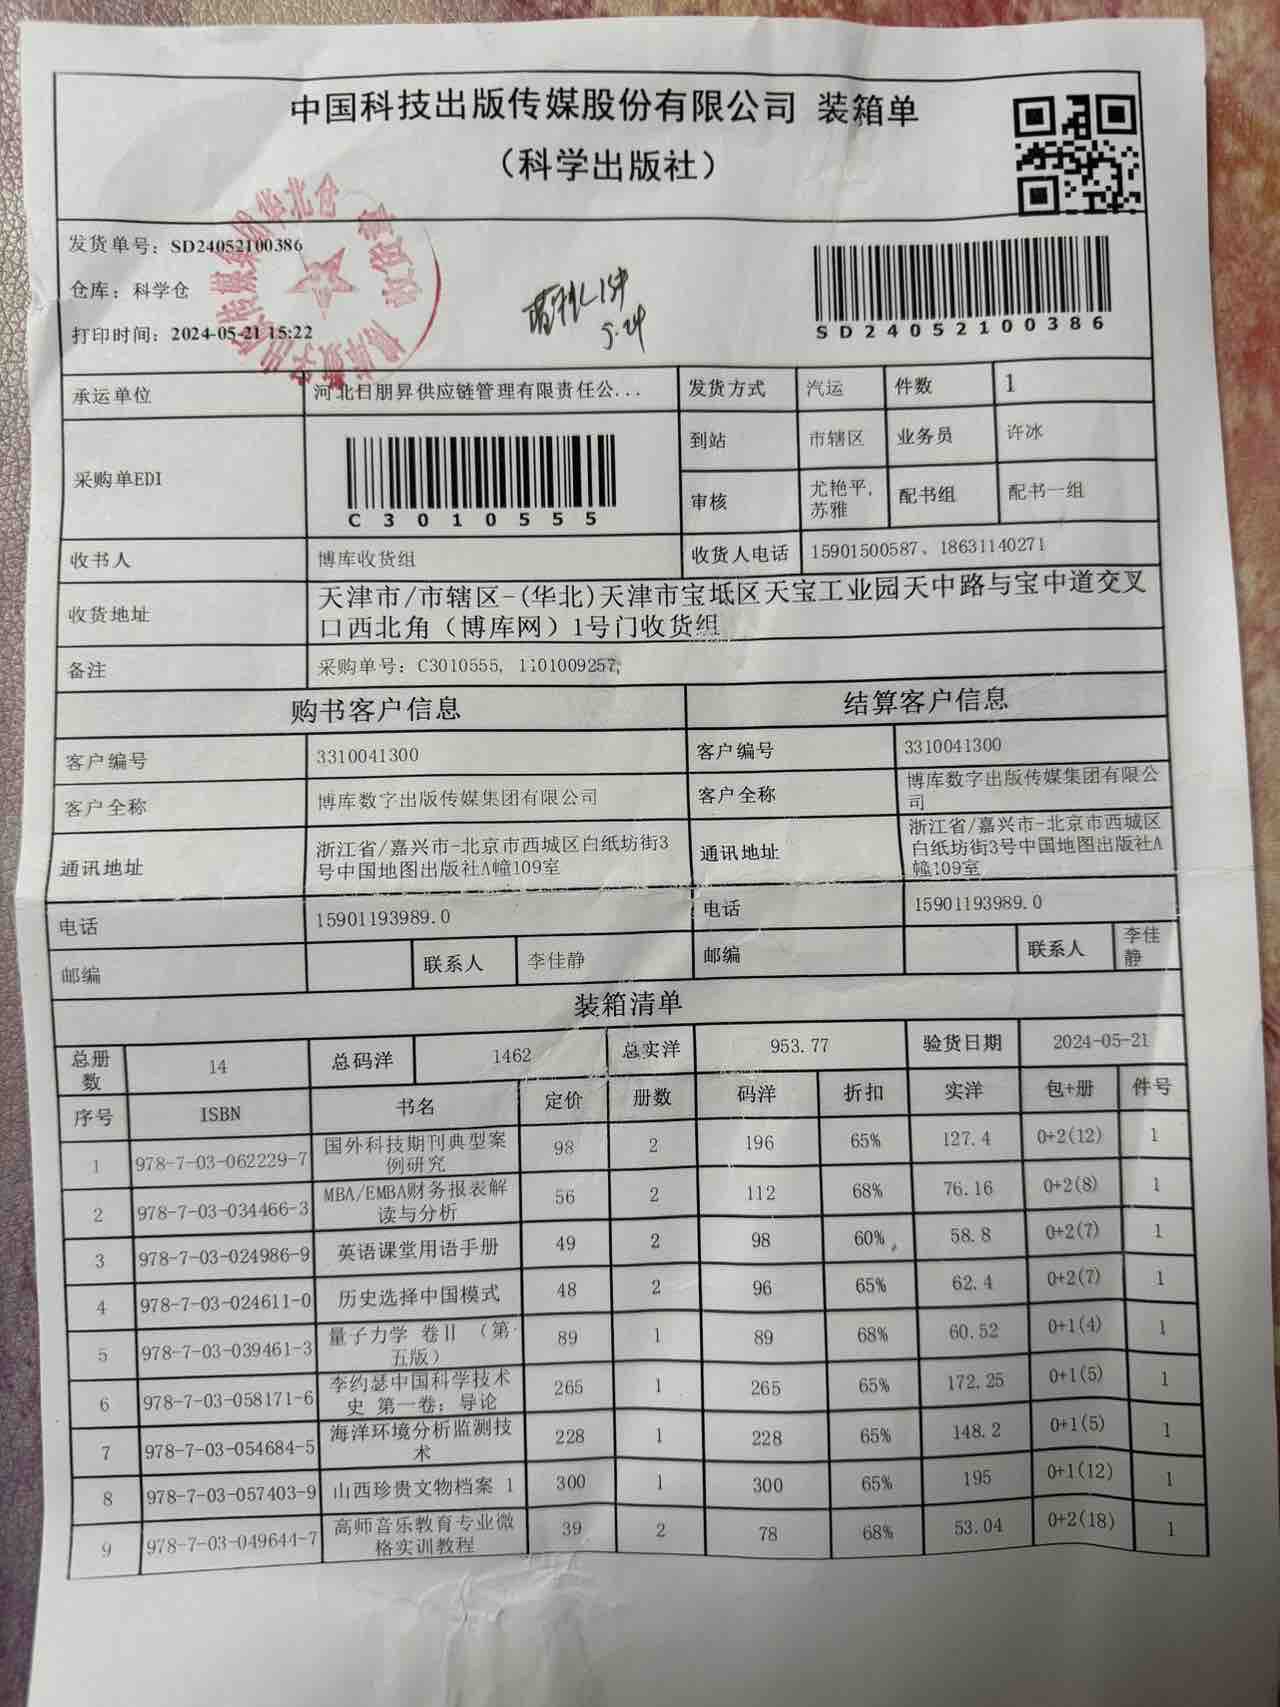 中国科技出版传媒股份有限公司 装箱单
(科学出版社)
发货单号: SD24052100386
仓库: 科学仓
打印时间: 2024-05-21 15:22
5.24
SD24052100386
承运单位 河北日朋昇供应链管理有限责任公... 发货方式 汽运 件数 1
采购单EDI C3010555 到站 市辖区 业务员 许冰
审核 尤艳平, 苏雅 配书组 配书一组
收书人 博库收货组 收货人电话 15901500587、18631140271
收货地址 天津市/市辖区-(华北)天津市宝坻区天宝工业园天中路与宝中道交叉
口西北角（博库网）1号门收货组
备注 采购单号: C3010555, 1101009257,
购书客户信息 结算客户信息
客户编号 3310041300 客户编号 3310041300
客户全称 博库数字出版传媒集团有限公司 客户全称 博库数字出版传媒集团有限公司
通讯地址 浙江省/嘉兴市-北京市西城区白纸坊街3号中国地图出版社A幢109室 通讯地址 浙江省/嘉兴市-北京市西城区白纸坊街3号中国地图出版社A幢109室
电话 15901193989.0 电话 15901193989.0
邮编 联系人 李佳静 邮编 联系人 李佳静
装箱清单
总册数 14 总码洋 1462 总实洋 953.77 验货日期 2024-05-21
序号 ISBN 书名 定价 册数 码洋 折扣 实洋 包+册 件号
1 978-7-03-062229-7 国外科技期刊典型案例研究 98 2 196 65% 127.4 0+2(12) 1
2 978-7-03-034466-3 MBA/EMBA财务报表解读与分析 56 2 112 68% 76.16 0+2(8) 1
3 978-7-03-024986-9 英语课堂用语手册 49 2 98 60% 58.8 0+2(7) 1
4 978-7-03-024611-0 历史选择中国模式 48 2 96 65% 62.4 0+2(7) 1
5 978-7-03-039461-3 量子力学 卷Ⅱ （第五版） 89 1 89 68% 60.52 0+1(4) 1
6 978-7-03-058171-6 李约瑟中国科学技术史 第一卷: 导论 265 1 265 65% 172.25 0+1(5) 1
7 978-7-03-054684-5 海洋环境分析监测技术 228 1 228 65% 148.2 0+1(5) 1
8 978-7-03-057403-9 山西珍贵文物档案 1 300 1 300 65% 195 0+1(12) 1
9 978-7-03-049644-7 高师音乐教育专业微格实训教程 39 2 78 68% 53.04 0+2(18) 1